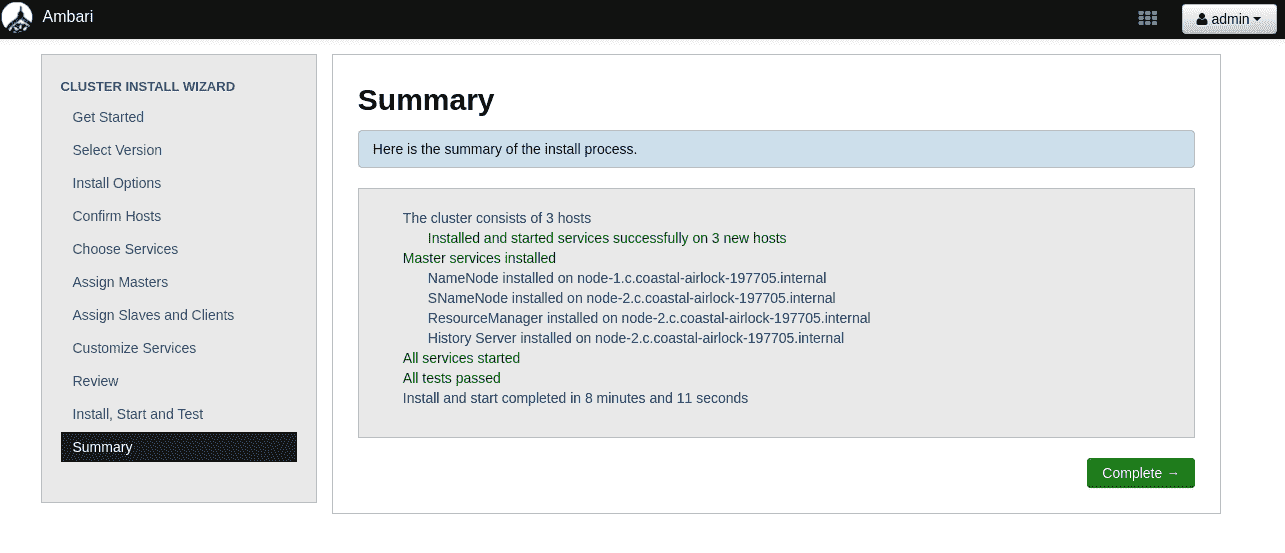 Ambari
admin
CLUSTER INSTALL WIZARD
Get Started
Select Version
Install Options
Confirm Hosts
Choose Services
Assign Masters
Assign Slaves and Clients
Customize Services
Review
Install, Start and Test
Summary
Summary
Here is the summary of the install process.
The cluster consists of 3 hosts
Installed and started services successfully on 3 new hosts
Master services installed
NameNode installed on node-1.c.coastal-airlock-197705.internal
SNameNode installed on node-2.c.coastal-airlock-197705.internal
ResourceManager installed on node-2.c.coastal-airlock-197705.internal
History Server installed on node-2.c.coastal-airlock-197705.internal
All services started
All tests passed
Install and start completed in 8 minutes and 11 seconds
Complete →